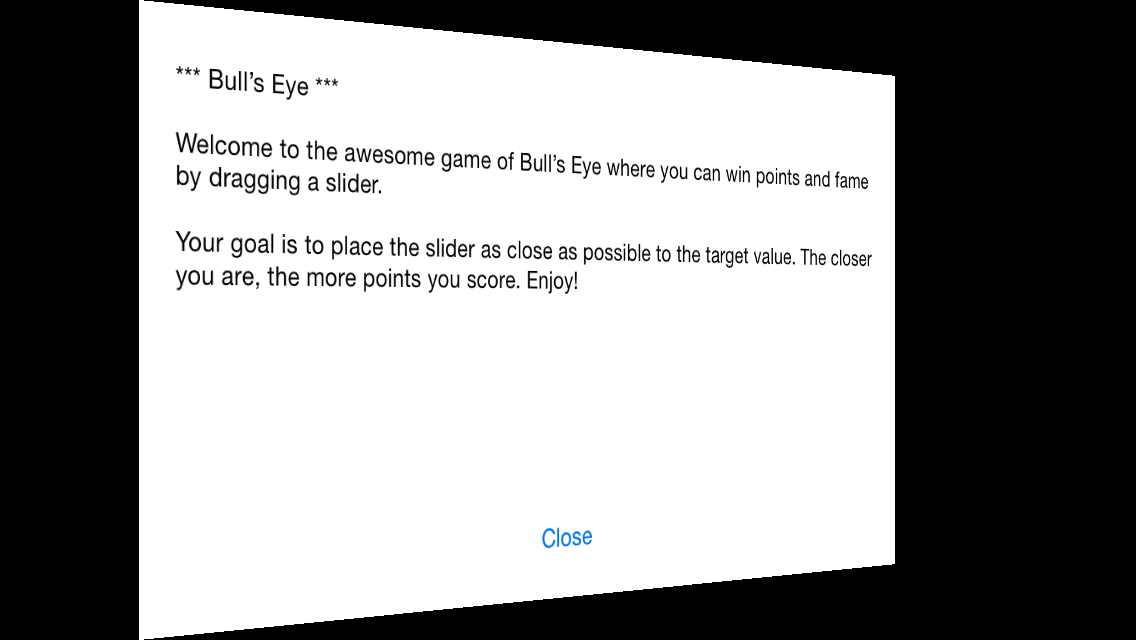 *** Bull’s Eye ***
Welcome to the awesome game of Bull’s Eye where you can win points and fame
by dragging a slider.
Your goal is to place the slider as close as possible to the target value. The closer
you are, the more points you score. Enjoy!
Close